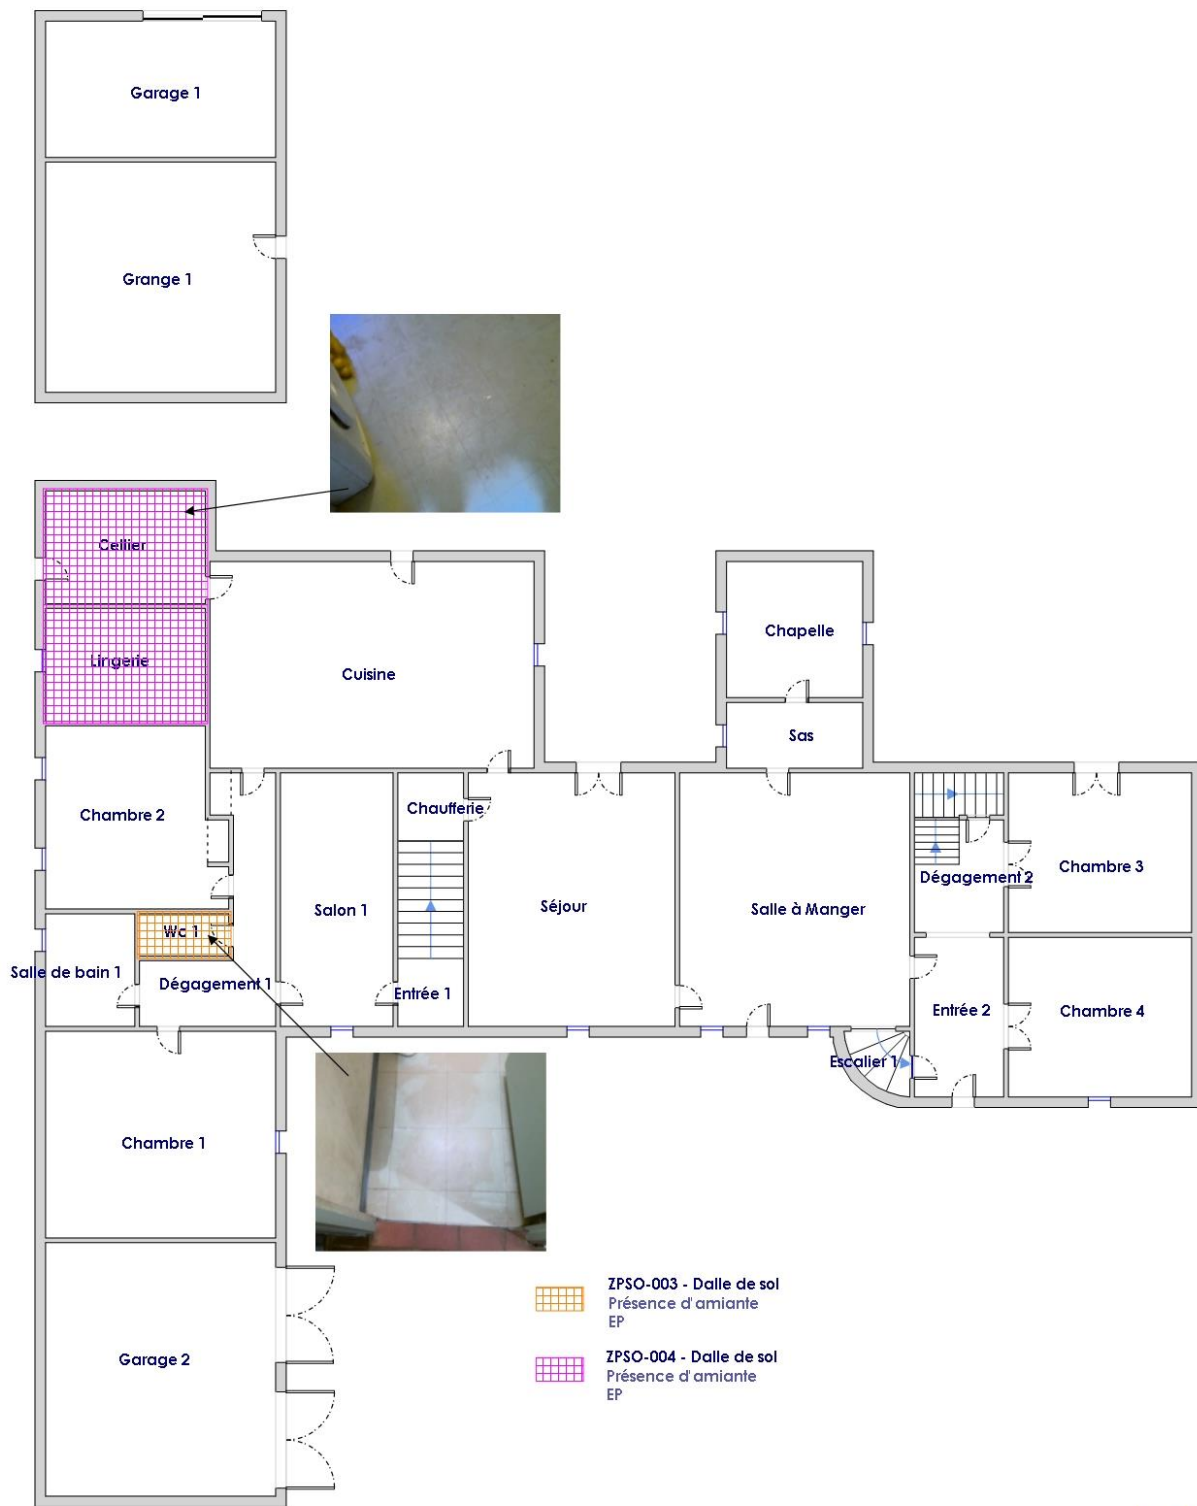 Garage 1
Grange 1
Cellier
Lingerie
Cuisine
Chapelle
Sas
Chambre 2
Chaufferie
Salon 1
Séjour
Salle à Manger
Dégagement 2
Chambre 3
Wc 1
Salle de bain 1
Dégagement 1
Entrée 1
Entrée 2
Chambre 4
Escalier 1
Chambre 1
Garage 2
ZPSO-003 - Dalle de sol
Présence d'amiante
EP
ZPSO-004 - Dalle de sol
Présence d'amiante
EP